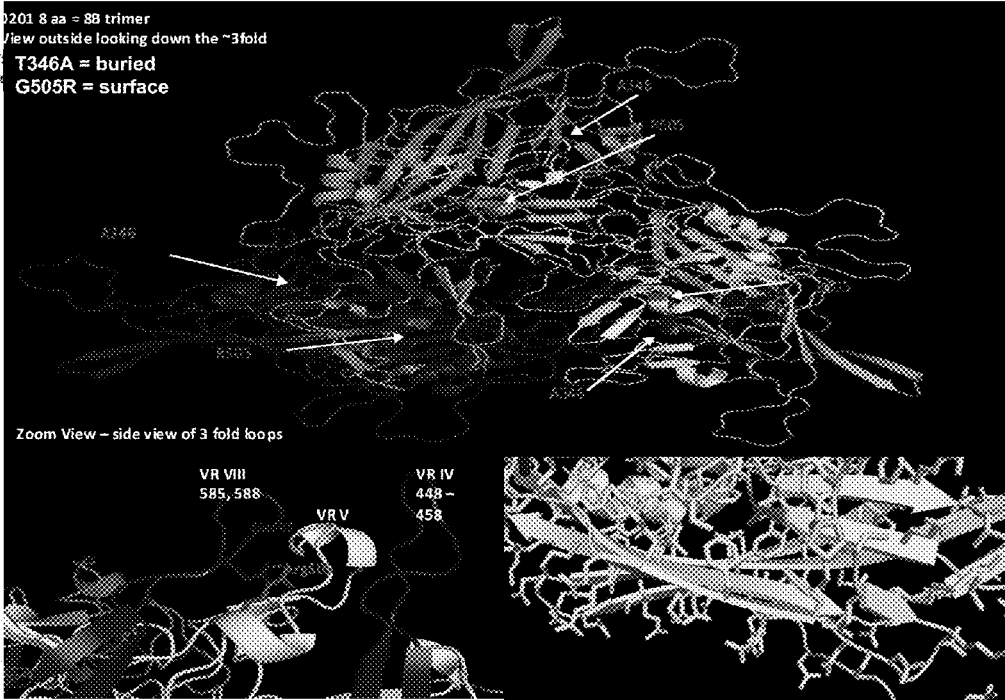 0201 8 aa = 8B trimer
View outside looking down the ~3fold
T346A = buried
G505R = surface
A346
Zoom View – side view of 3 fold loops
VR VIII
585, 588
VR V
VR IV
448 –
458